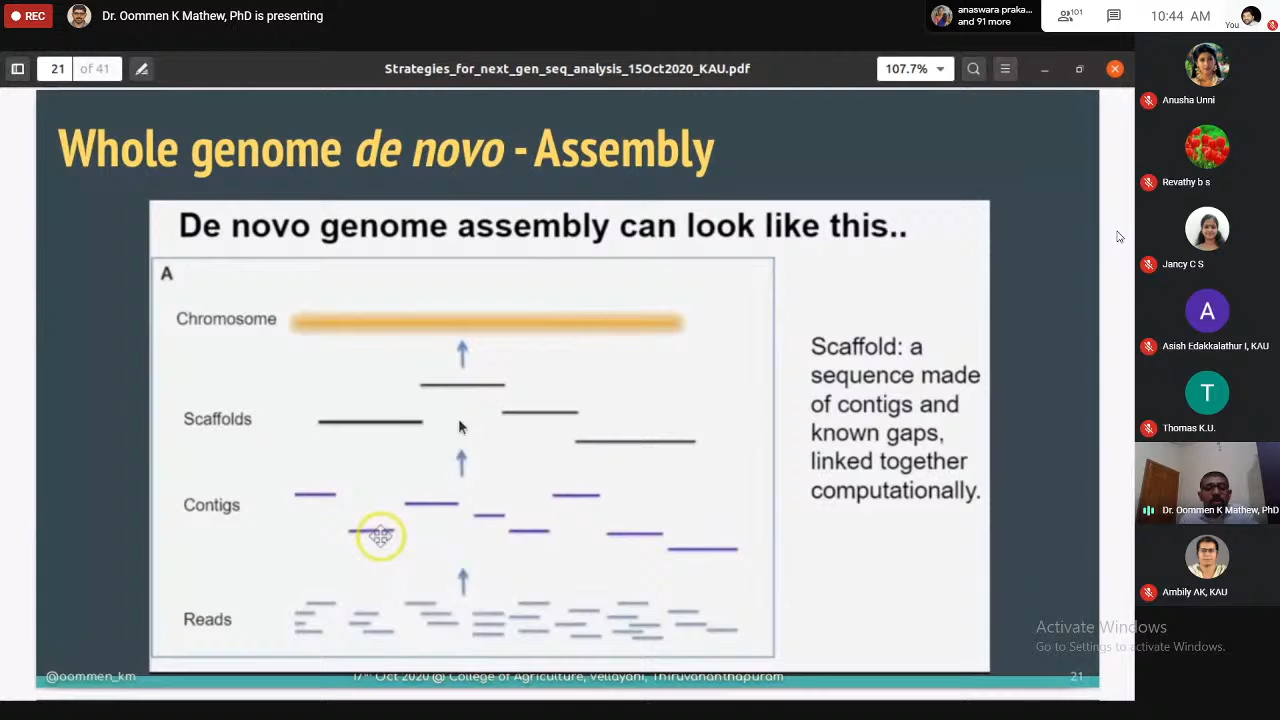 REC
Dr. Oommen K Mathew, PhD is presenting
anaswara praka...
and 91 more
101
10:44 AM
You
21 of 41
Strategies_for_next_gen_seq_analysis_15Oct2020_KAU.pdf
107.7%
Whole genome de novo - Assembly
De novo genome assembly can look like this..
A
Chromosome
Scaffolds
Contigs
Reads
Scaffold: a
sequence made
of contigs and
known gaps,
linked together
computationally.
@oommen_km
17th Oct 2020 @ College of Agriculture, Vellayani, Thiruvananthapuram
21
Anusha Unni
Revathy b s
Jancy C S
A
Asish Edakkalathur I, KAU
T
Thomas K.U.
Dr. Oommen K Mathew, PhD
Ambily AK, KAU
Activate Windows
Go to Settings to activate Windows.